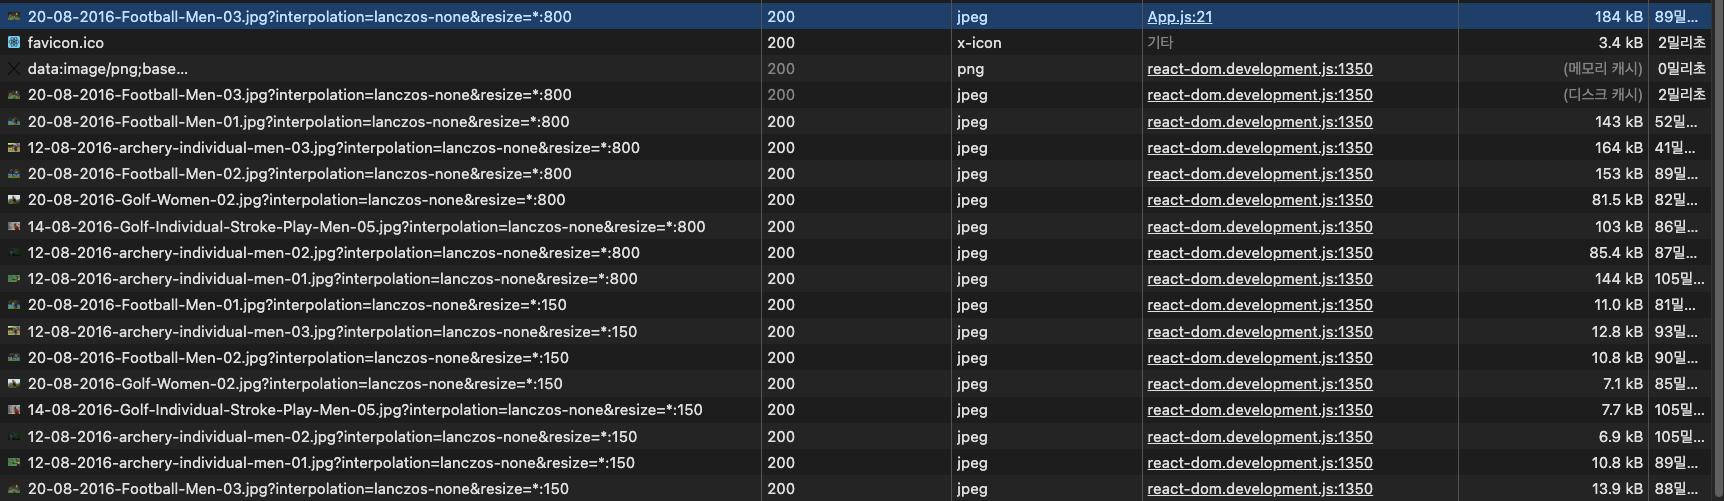 20-08-2016-Football-Men-03.jpg?interpolation=lanczos-none&resize=*:800 200 jpeg App.js:21 184 kB 89밀...
favicon.ico 200 x-icon 기타 3.4 kB 2밀리초
data:image/png;base... 200 png react-dom.development.js:1350 (메모리 캐시) 0밀리초
20-08-2016-Football-Men-03.jpg?interpolation=lanczos-none&resize=*:800 200 jpeg react-dom.development.js:1350 (디스크 캐시) 2밀리초
20-08-2016-Football-Men-01.jpg?interpolation=lanczos-none&resize=*:800 200 jpeg react-dom.development.js:1350 143 kB 52밀...
12-08-2016-archery-individual-men-03.jpg?interpolation=lanczos-none&resize=*:800 200 jpeg react-dom.development.js:1350 164 kB 41밀...
20-08-2016-Football-Men-02.jpg?interpolation=lanczos-none&resize=*:800 200 jpeg react-dom.development.js:1350 153 kB 89밀...
20-08-2016-Golf-Women-02.jpg?interpolation=lanczos-none&resize=*:800 200 jpeg react-dom.development.js:1350 81.5 kB 82밀...
14-08-2016-Golf-Individual-Stroke-Play-Men-05.jpg?interpolation=lanczos-none&resize=*:800 200 jpeg react-dom.development.js:1350 103 kB 86밀...
12-08-2016-archery-individual-men-02.jpg?interpolation=lanczos-none&resize=*:800 200 jpeg react-dom.development.js:1350 85.4 kB 87밀...
12-08-2016-archery-individual-men-01.jpg?interpolation=lanczos-none&resize=*:800 200 jpeg react-dom.development.js:1350 144 kB 105밀...
20-08-2016-Football-Men-01.jpg?interpolation=lanczos-none&resize=*:150 200 jpeg react-dom.development.js:1350 11.0 kB 81밀...
12-08-2016-archery-individual-men-03.jpg?interpolation=lanczos-none&resize=*:150 200 jpeg react-dom.development.js:1350 12.8 kB 93밀...
20-08-2016-Football-Men-02.jpg?interpolation=lanczos-none&resize=*:150 200 jpeg react-dom.development.js:1350 10.8 kB 90밀...
20-08-2016-Golf-Women-02.jpg?interpolation=lanczos-none&resize=*:150 200 jpeg react-dom.development.js:1350 7.1 kB 85밀...
14-08-2016-Golf-Individual-Stroke-Play-Men-05.jpg?interpolation=lanczos-none&resize=*:150 200 jpeg react-dom.development.js:1350 7.7 kB 105밀...
12-08-2016-archery-individual-men-02.jpg?interpolation=lanczos-none&resize=*:150 200 jpeg react-dom.development.js:1350 6.9 kB 105밀...
12-08-2016-archery-individual-men-01.jpg?interpolation=lanczos-none&resize=*:150 200 jpeg react-dom.development.js:1350 10.8 kB 89밀...
20-08-2016-Football-Men-03.jpg?interpolation=lanczos-none&resize=*:150 200 jpeg react-dom.development.js:1350 13.9 kB 88밀...